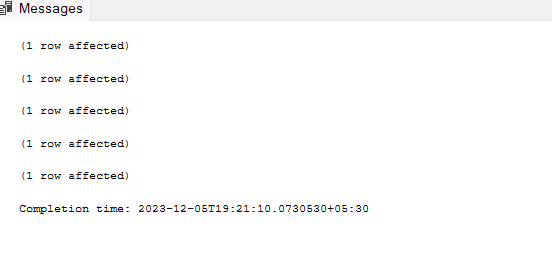 Messages
(1 row affected)
(1 row affected)
(1 row affected)
(1 row affected)
(1 row affected)
Completion time: 2023-12-05T19:21:10.0730530+05:30